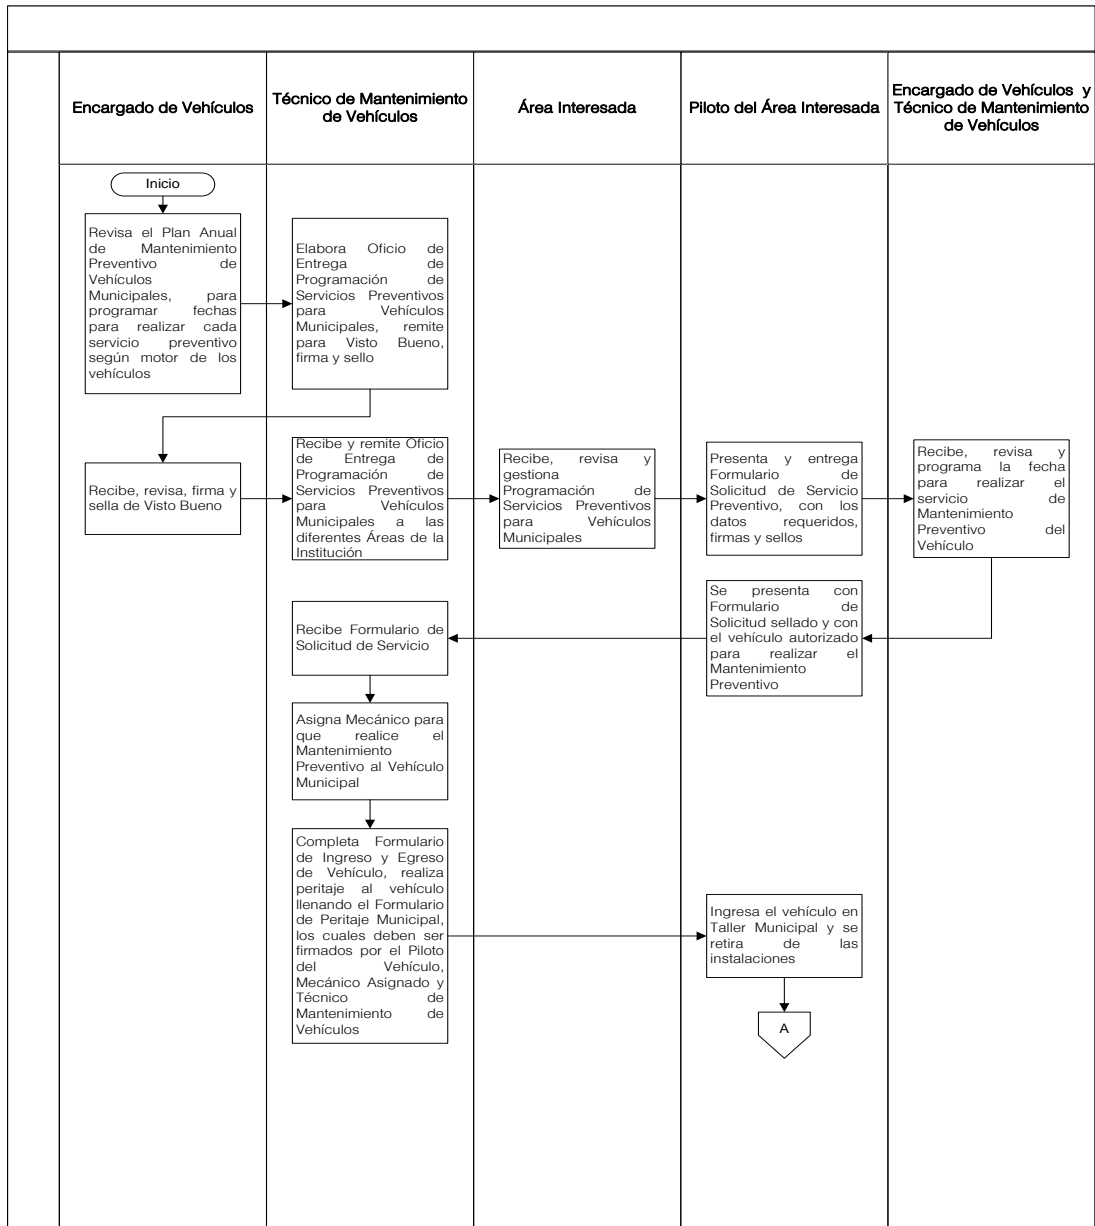 Encargado de Vehículos
Técnico de Mantenimiento
de Vehículos
Área Interesada
Piloto del Área Interesada
Encargado de Vehículos y
Técnico de Mantenimiento
de Vehículos
Inicio
Revisa el Plan Anual
de Mantenimiento
Preventivo de
Vehículos
Municipales, para
programar fechas
para realizar cada
servicio preventivo
según motor de los
vehículos
Elabora Oficio de
Entrega de
Programación de
Servicios Preventivos
para Vehículos
Municipales, remite
para Visto Bueno,
firma y sello
Recibe, revisa, firma y
sella de Visto Bueno
Recibe y remite Oficio
de Entrega de
Programación de
Servicios Preventivos
para Vehículos
Municipales a las
diferentes Áreas de la
Institución
Recibe, revisa y
gestiona
Programación de
Servicios Preventivos
para Vehículos
Municipales
Presenta y entrega
Formulario de
Solicitud de Servicio
Preventivo, con los
datos requeridos,
firmas y sellos
Recibe, revisa y
programa la fecha
para realizar el
servicio de
Mantenimiento
Preventivo del
Vehículo
Se presenta con
Formulario de
Solicitud sellado y con
el vehículo autorizado
para realizar el
Mantenimiento
Preventivo
Recibe Formulario de
Solicitud de Servicio
Asigna Mecánico para
que realice el
Mantenimiento
Preventivo al Vehículo
Municipal
Completa Formulario
de Ingreso y Egreso
de Vehículo, realiza
peritaje al vehículo
llenando el Formulario
de Peritaje Municipal,
los cuales deben ser
firmados por el Piloto
del Vehículo,
Mecánico Asignado y
Técnico de
Mantenimiento de
Vehículos
Ingresa el vehículo en
Taller Municipal y se
retira de las
instalaciones
A